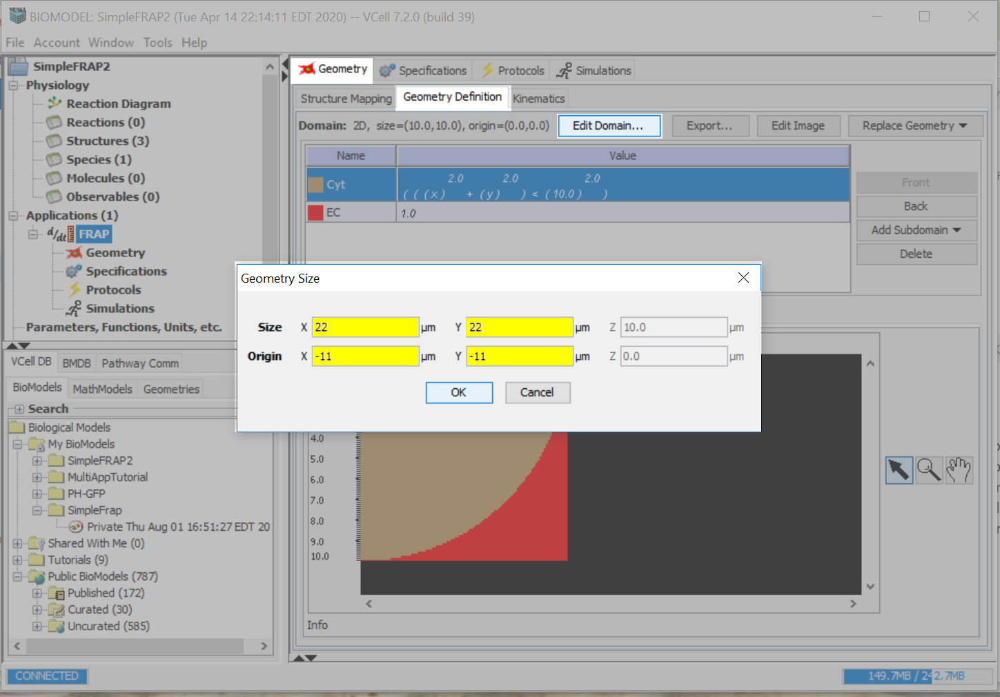 BIOMODEL: SimpleFRAP2 (Tue Apr 14 22:14:11 EDT 2020) -- VCell 7.2.0 (build 39)
File Account Window Tools Help
SimpleFRAP2
Physiology
Reaction Diagram
Reactions (0)
Structures (3)
Species (1)
Molecules (0)
Observables (0)
Applications (1)
d/dt FRAP
Geometry
Specifications
Protocols
Simulations
Parameters, Functions, Units, etc.
VCell DB BMDB Pathway Comm
BioModels MathModels Geometries
Search
Biological Models
My BioModels
SimpleFRAP2
MultiAppTutorial
PH-GFP
SimpleFrap
Private Thu Aug 01 16:51:27 EDT 20
Shared With Me (0)
Tutorials (9)
Public BioModels (787)
Published (172)
Curated (30)
Uncurated (585)
Geometry Specifications Protocols Simulations
Structure Mapping Geometry Definition Kinematics
Domain: 2D, size=(10.0,10.0), origin=(0.0,0.0) Edit Domain... Export... Edit Image Replace Geometry
Name Value
2.0 2.0 2.0
Cyt ( ( (x) + (y) ) < (10.0) )
EC 1.0
Front
Back
Add Subdomain
Delete
Geometry Size
Size X 22 µm Y 22 µm Z 10.0 µm
Origin X -11 µm Y -11 µm Z 0.0 µm
OK Cancel
4.0
5.0
6.0
7.0
8.0
9.0
10.0
Info
CONNECTED 149.7MB / 242.7MB